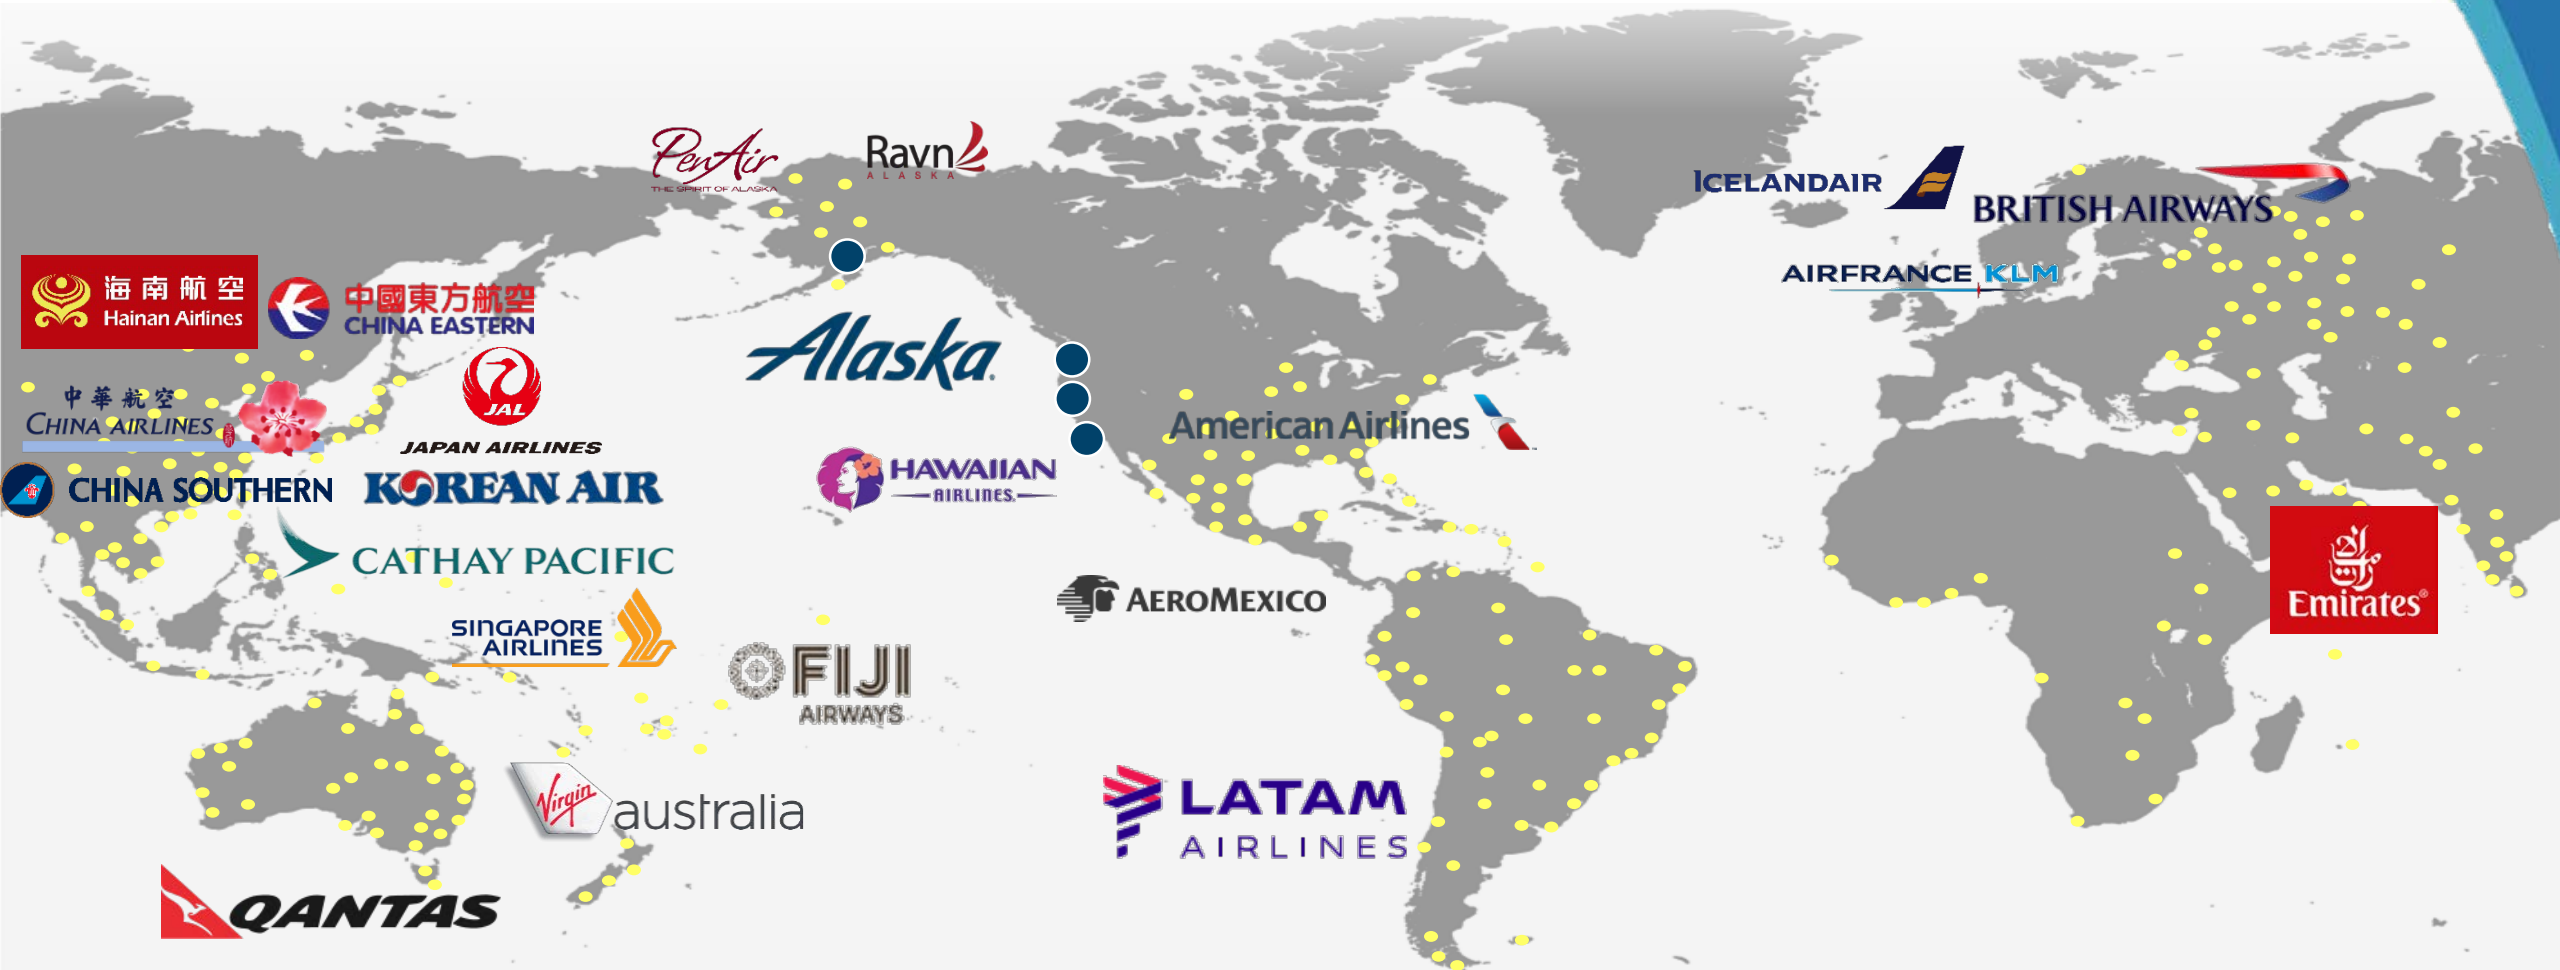 PenAir
THE SPIRIT OF ALASKA
Ravn
ALASKA
ICELANDAIR
BRITISH AIRWAYS
AIRFRANCE KLM
海南航空
Hainan Airlines
中國東方航空
CHINA EASTERN
Alaska
JAL
JAPAN AIRLINES
中華航空
CHINA AIRLINES
American Airlines
HAWAIIAN
AIRLINES
CHINA SOUTHERN
KOREAN AIR
CATHAY PACIFIC
AEROMEXICO
Emirates
SINGAPORE
AIRLINES
FIJI
AIRWAYS
Virgin australia
LATAM
AIRLINES
QANTAS